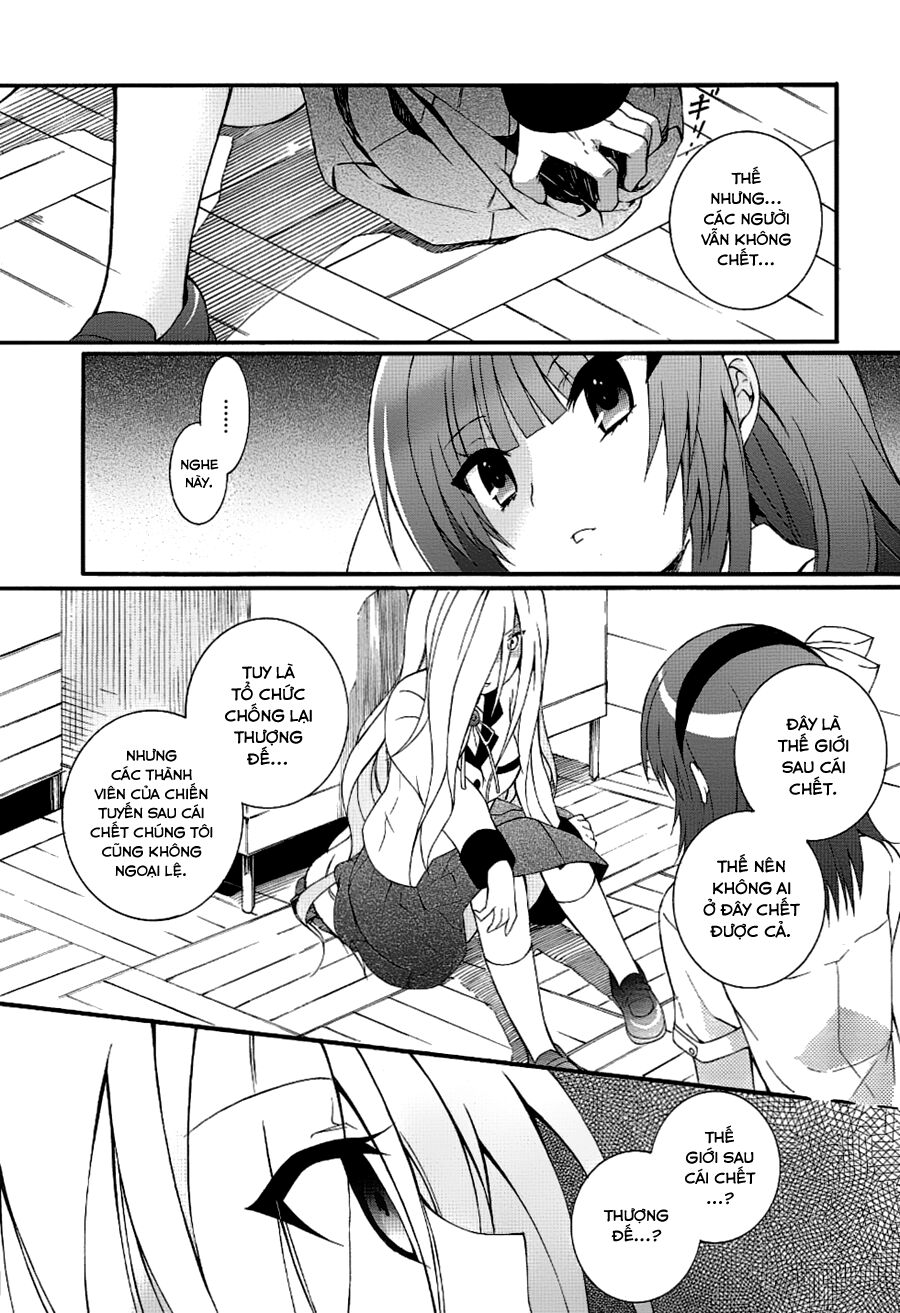 ギギ…
THẾ
NHƯNG...
CÁC NGƯỜI
VẪN KHÔNG
CHẾT...
......
NGHE
NÀY.
ĐÂY LÀ
THẾ GIỚI
SAU CÁI
CHẾT.
THẾ NÊN
KHÔNG AI
Ở ĐÂY CHẾT
ĐƯỢC CẢ.
TUY LÀ
TỔ CHỨC
CHỐNG LẠI
THƯỢNG
ĐẾ...
NHƯNG
CÁC THÀNH
VIÊN CỦA CHIẾN
TUYẾN SAU CÁI
CHẾT CHÚNG TÔI
CŨNG KHÔNG
NGOẠI LỆ.
THẾ
GIỚI SAU
CÁI CHẾT
...?
THƯỢNG
ĐẾ...?